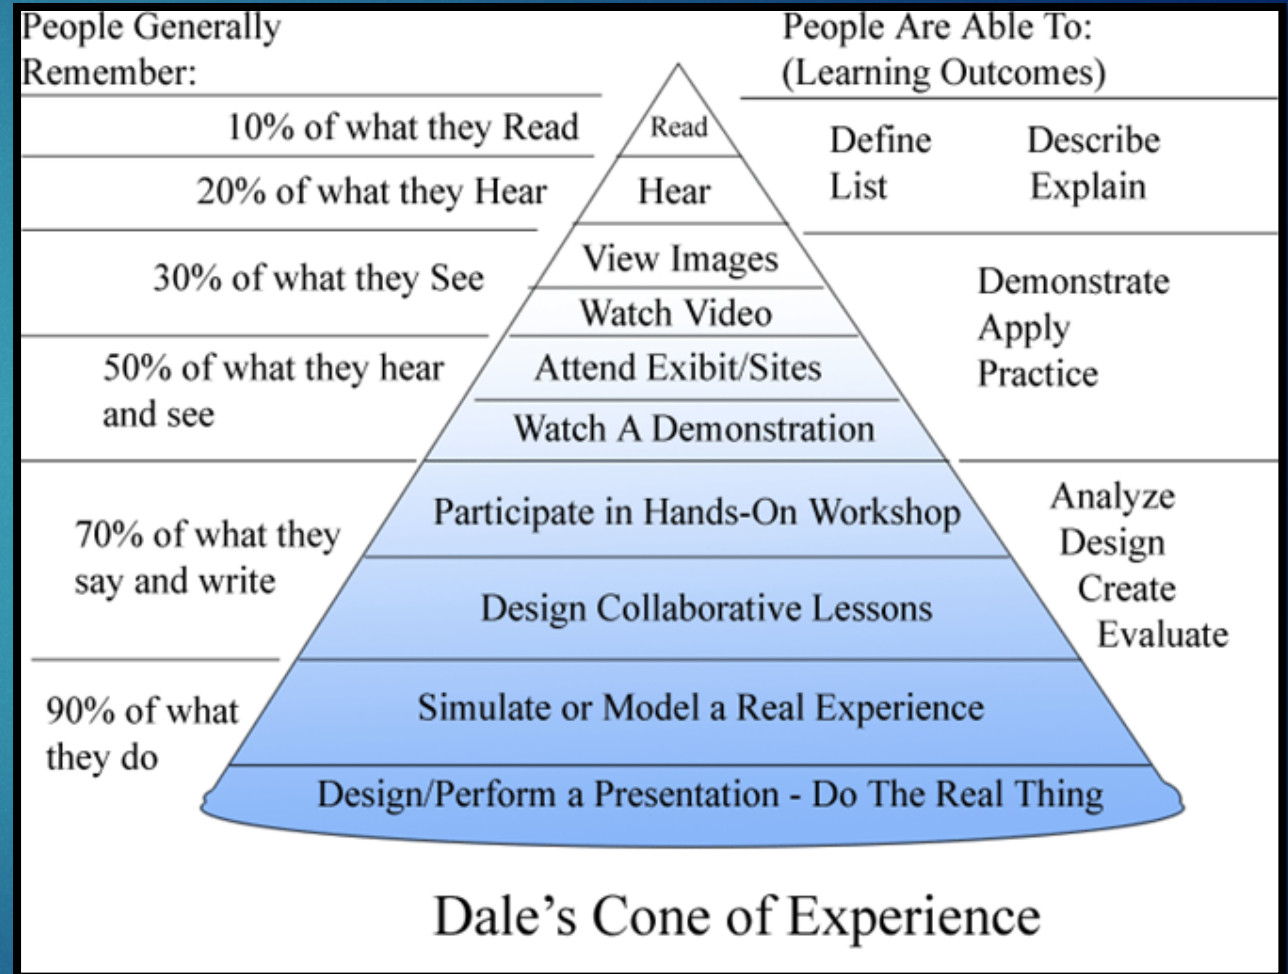 People Generally
Remember:
10% of what they Read
20% of what they Hear
30% of what they See
50% of what they hear
and see
70% of what they
say and write
90% of what
they do
Read
Hear
View Images
Watch Video
Attend Exibit/Sites
Watch A Demonstration
Participate in Hands-On Workshop
Design Collaborative Lessons
Simulate or Model a Real Experience
Design/Perform a Presentation - Do The Real Thing
People Are Able To:
(Learning Outcomes)
Define Describe
List Explain
Demonstrate
Apply
Practice
Analyze
Design
Create
Evaluate
Dale's Cone of Experience